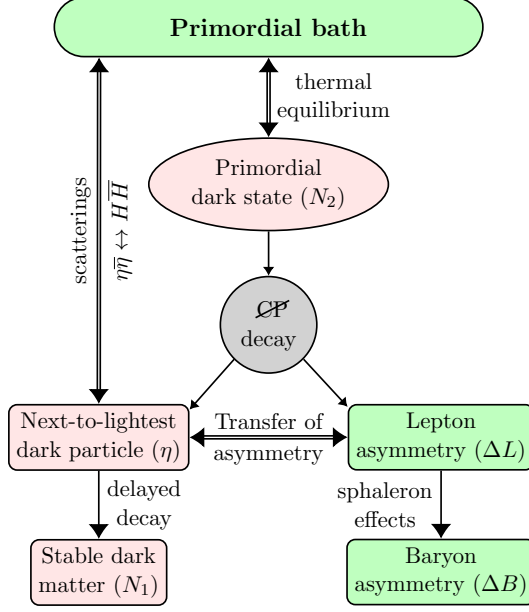 Primordial bath
thermal
equilibrium
Primordial
dark state (N₂)
scatterings
ηη̅ ↔ HH̅
CP
decay
Next-to-lightest
dark particle (η)
Transfer of
asymmetry
Lepton
asymmetry (ΔL)
delayed
decay
sphaleron
effects
Stable dark
matter (N₁)
Baryon
asymmetry (ΔB)